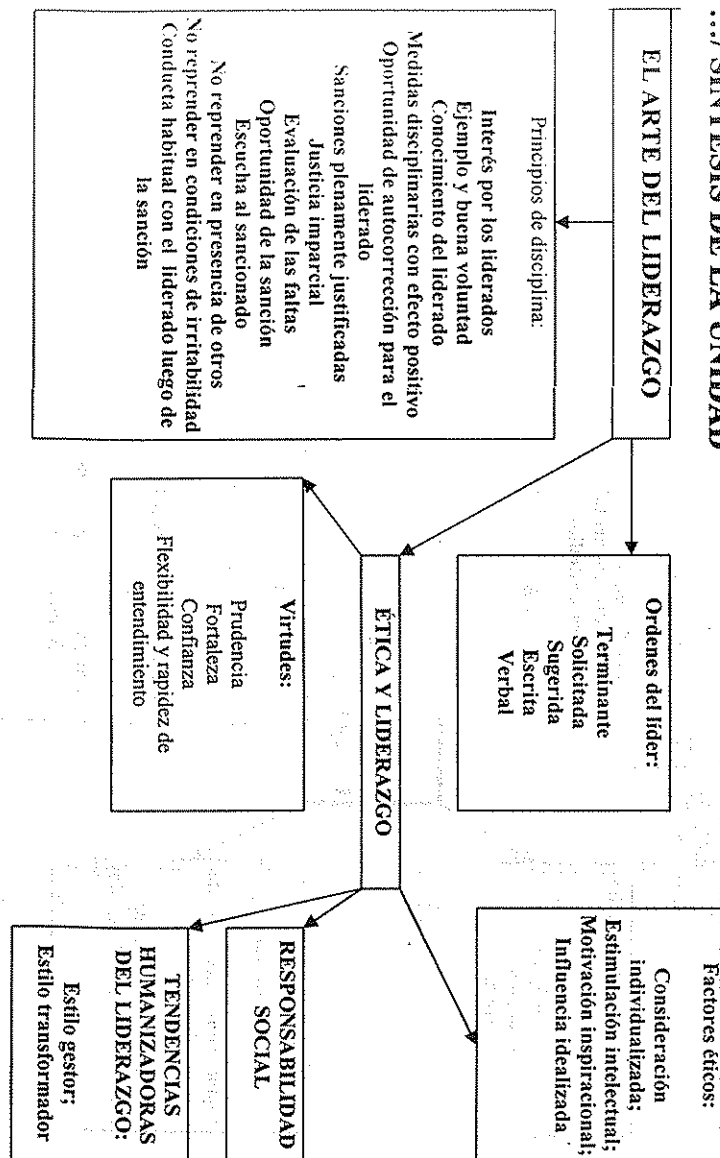 .../ SÍNTESIS DE LA UNIDAD
EL ARTE DEL LIDERAZGO
Principios de disciplina:
Interés por los liderados
Ejemplo y buena voluntad
Conocimiento del liderado
Medidas disciplinarias con efecto positivo
Oportunidad de autocorrección para el
liderado
Sanciones plenamente justificadas
Justicia imparcial
Evaluación de las faltas
Oportunidad de la sanción
Escucha al sancionado
No reprender en presencia de otros
No reprender en condiciones de irritabilidad
Conducta habitual con el liderado luego de
la sanción
Ordenes del líder:
Terminante
Solicitada
Sugerida
Escrita
Verbal
ÉTICA Y LIDERAZGO
Virtudes:
Prudencia
Fortaleza
Confianza
Flexibilidad y rapidez de
entendimiento
Factores éticos:
Consideración
individualizada;
Estimulación intelectual;
Motivación inspiracional;
Influencia idealizada
RESPONSABILIDAD
SOCIAL
TENDENCIAS
HUMANIZADORAS
DEL LIDERAZGO:
Estilo gestor;
Estilo transformador